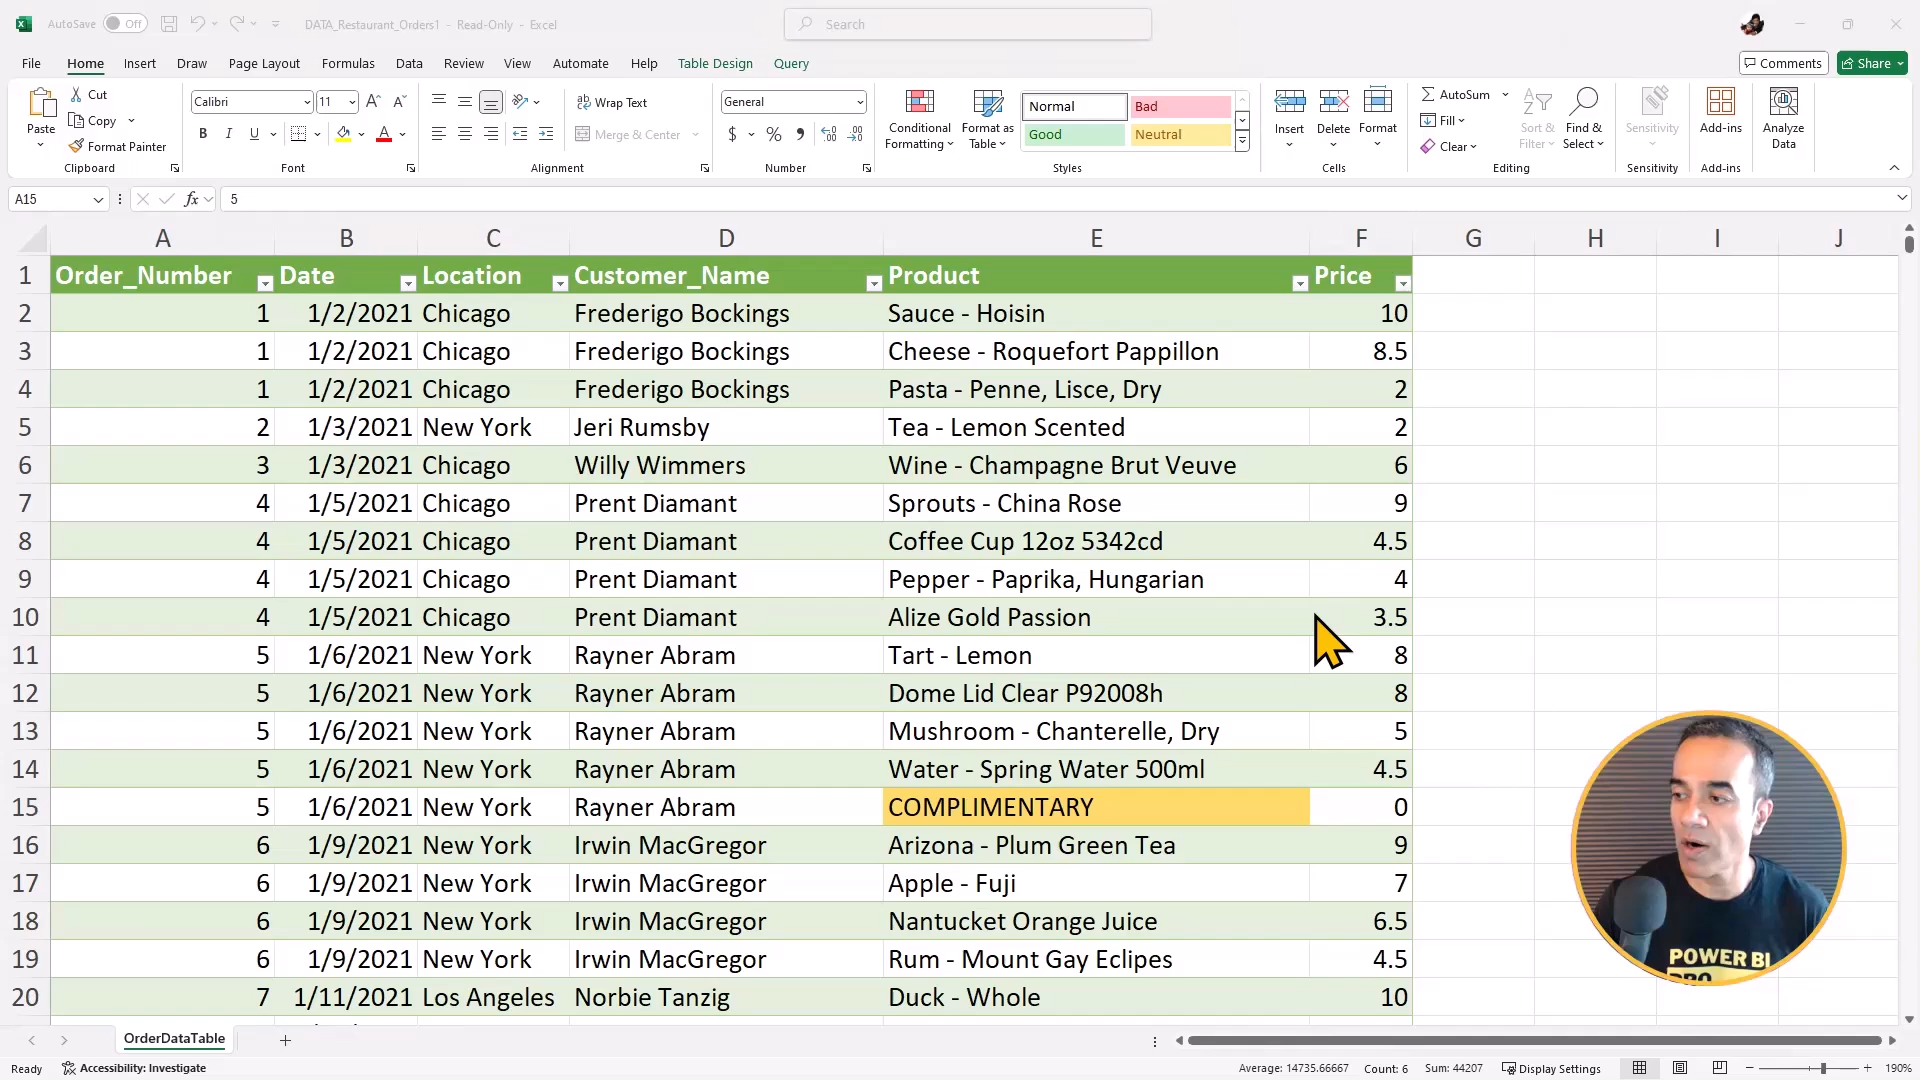 AutoSave Off DATA_Restaurant_Orders1 - Read-Only - Excel Search
File Home Insert Draw Page Layout Formulas Data Review View Automate Help Table Design Query Comments Share
Paste Cut Copy Format Painter
Calibri 11 B I U A
Wrap Text Merge & Center
General $ % ,
Conditional Formatting Format as Table
Normal Bad Good Neutral
Insert Delete Format
AutoSum Fill Clear Sort & Filter Find & Select
Sensitivity Add-ins Analyze Data
Clipboard Font Alignment Number Styles Cells Editing Sensitivity Add-ins
A15 fx 5
A B C D E F G H I J
1 Order_Number Date Location Customer_Name Product Price
2 1 1/2/2021 Chicago Frederigo Bockings Sauce - Hoisin 10
3 1 1/2/2021 Chicago Frederigo Bockings Cheese - Roquefort Pappillon 8.5
4 1 1/2/2021 Chicago Frederigo Bockings Pasta - Penne, Lisce, Dry 2
5 2 1/3/2021 New York Jeri Rumsby Tea - Lemon Scented 2
6 3 1/3/2021 Chicago Willy Wimmers Wine - Champagne Brut Veuve 6
7 4 1/5/2021 Chicago Prent Diamant Sprouts - China Rose 9
8 4 1/5/2021 Chicago Prent Diamant Coffee Cup 12oz 5342cd 4.5
9 4 1/5/2021 Chicago Prent Diamant Pepper - Paprika, Hungarian 4
10 4 1/5/2021 Chicago Prent Diamant Alize Gold Passion 3.5
11 5 1/6/2021 New York Rayner Abram Tart - Lemon 8
12 5 1/6/2021 New York Rayner Abram Dome Lid Clear P92008h 8
13 5 1/6/2021 New York Rayner Abram Mushroom - Chanterelle, Dry 5
14 5 1/6/2021 New York Rayner Abram Water - Spring Water 500ml 4.5
15 5 1/6/2021 New York Rayner Abram COMPLIMENTARY 0
16 6 1/9/2021 New York Irwin MacGregor Arizona - Plum Green Tea 9
17 6 1/9/2021 New York Irwin MacGregor Apple - Fuji 7
18 6 1/9/2021 New York Irwin MacGregor Nantucket Orange Juice 6.5
19 6 1/9/2021 New York Irwin MacGregor Rum - Mount Gay Eclipes 4.5
20 7 1/11/2021 Los Angeles Norbie Tanzig Duck - Whole 10
POWER BI
PRO
OrderDataTable
Ready Accessibility: Investigate Average: 14735.66667 Count: 6 Sum: 44207 Display Settings 190%